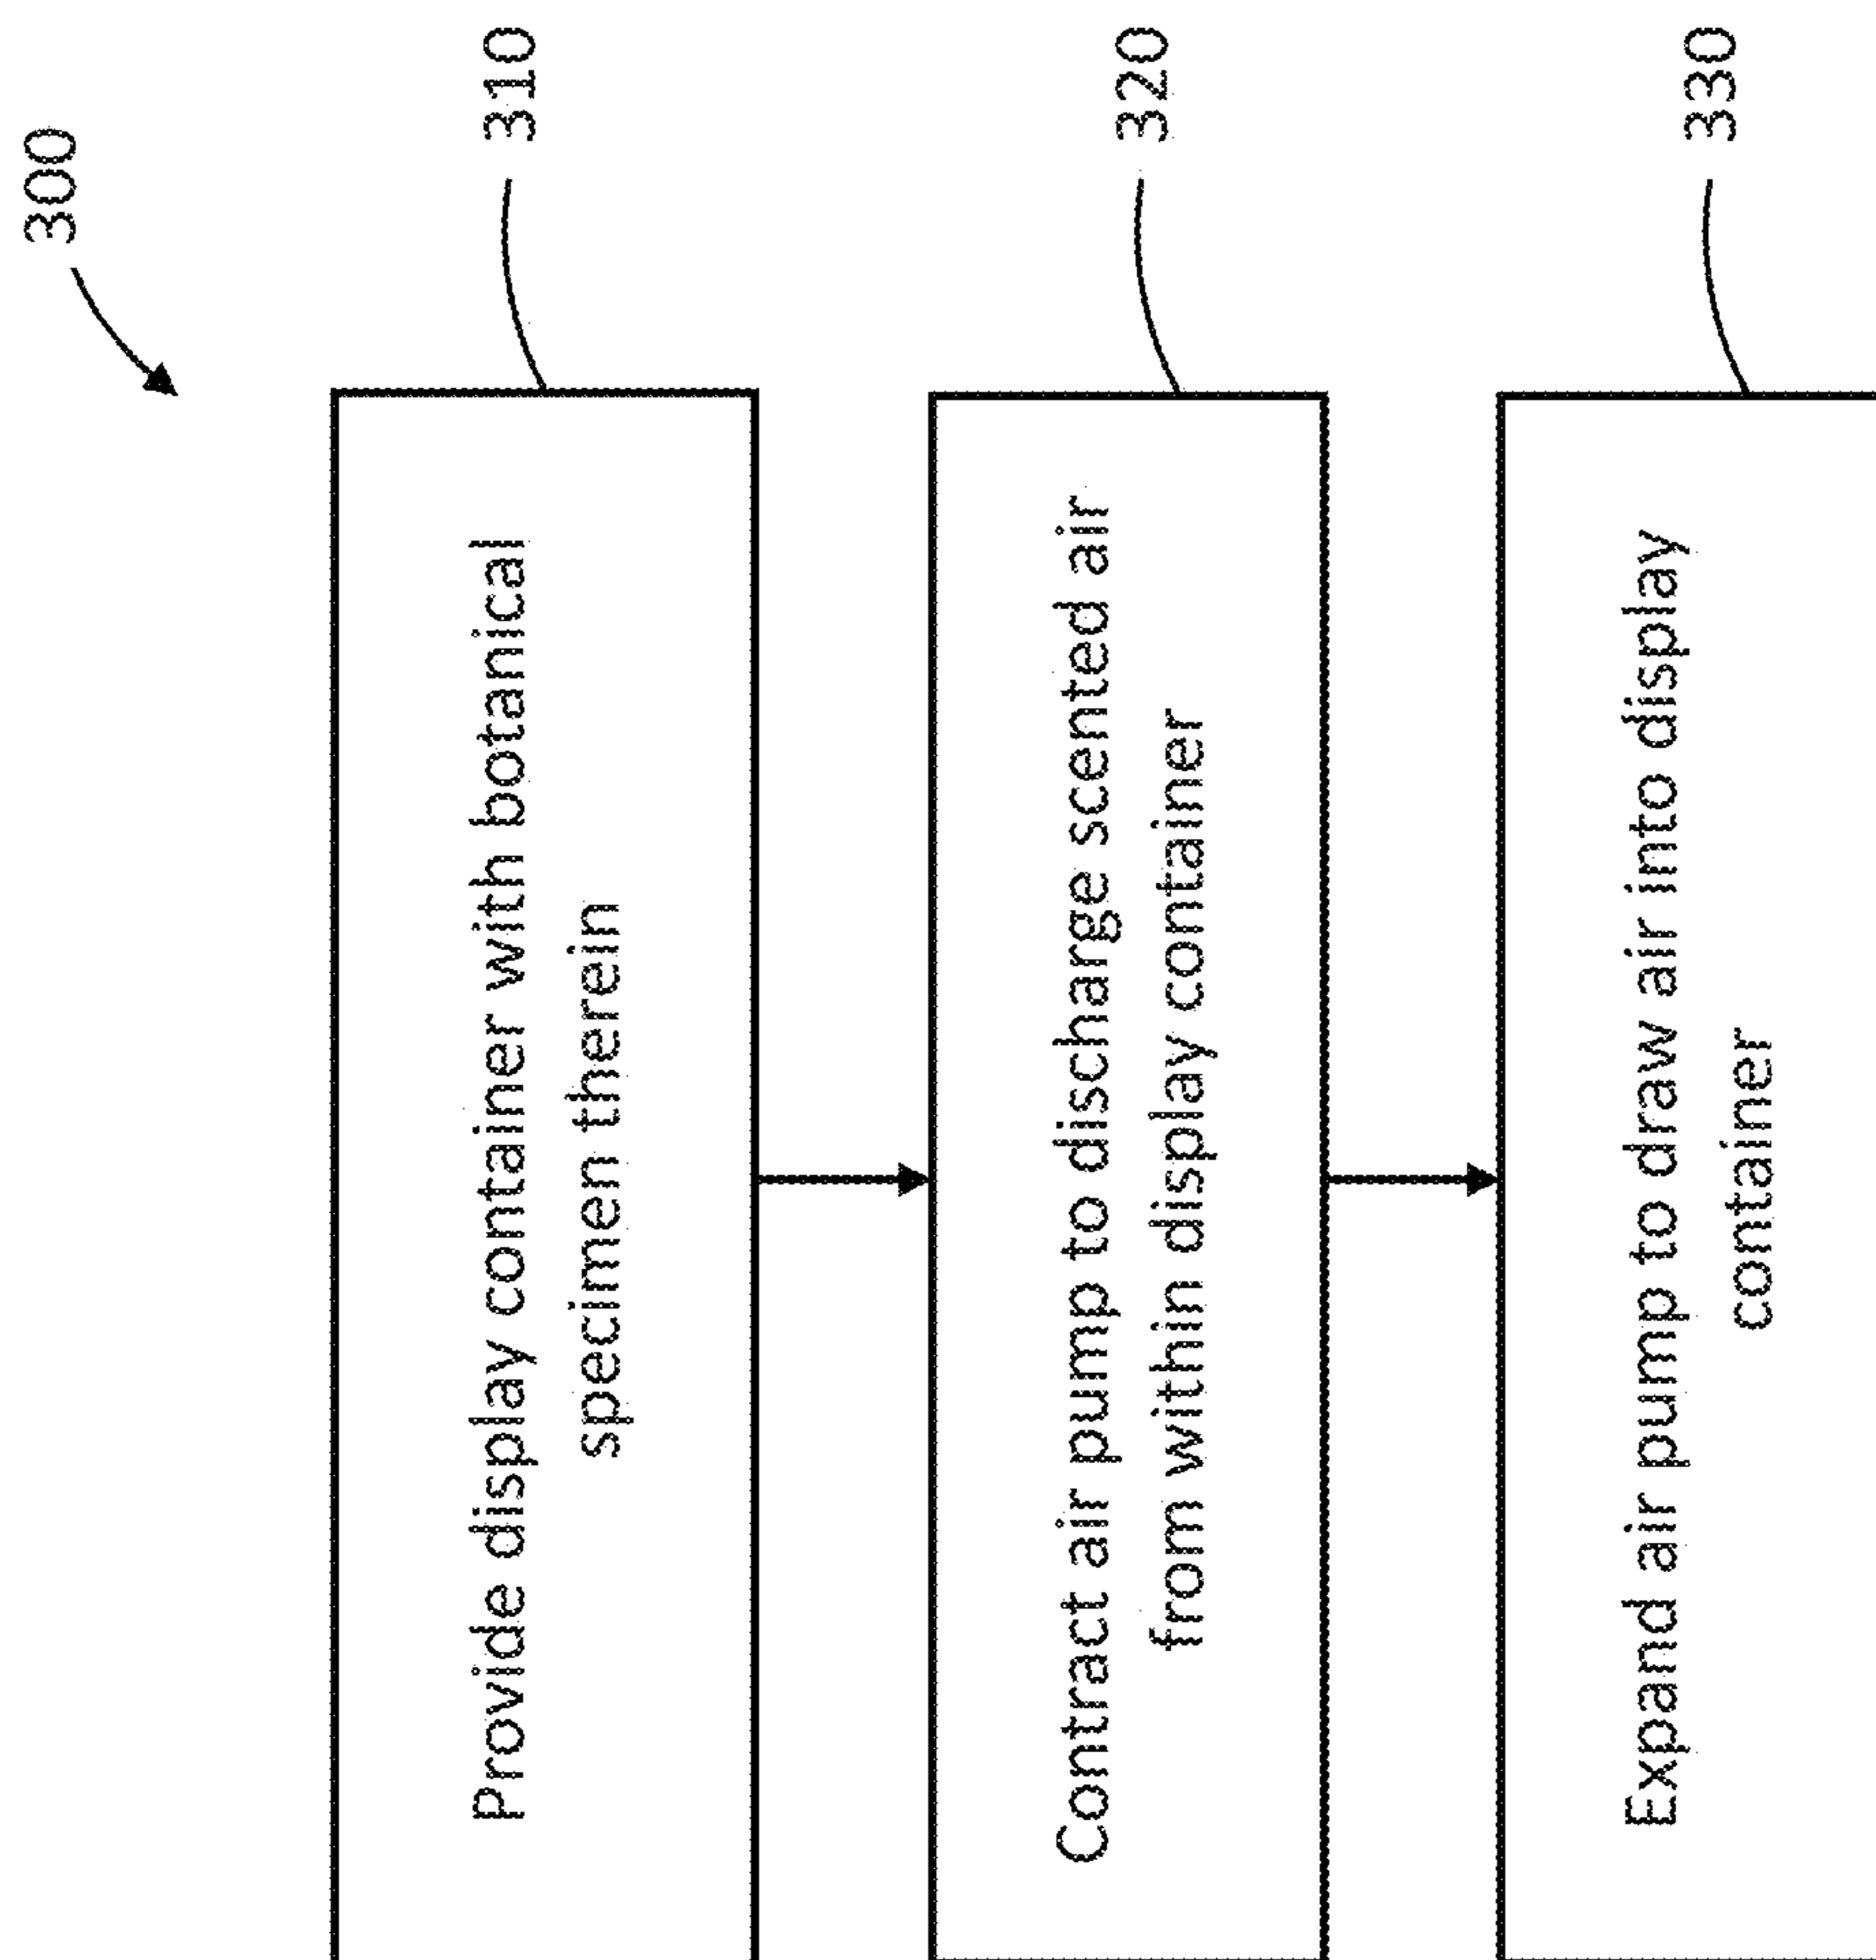 300
310
Provide display container with botanical
specimen therein
320
Contract air pump to discharge scented air
from within display container
330
Expand air pump to draw air into display
container